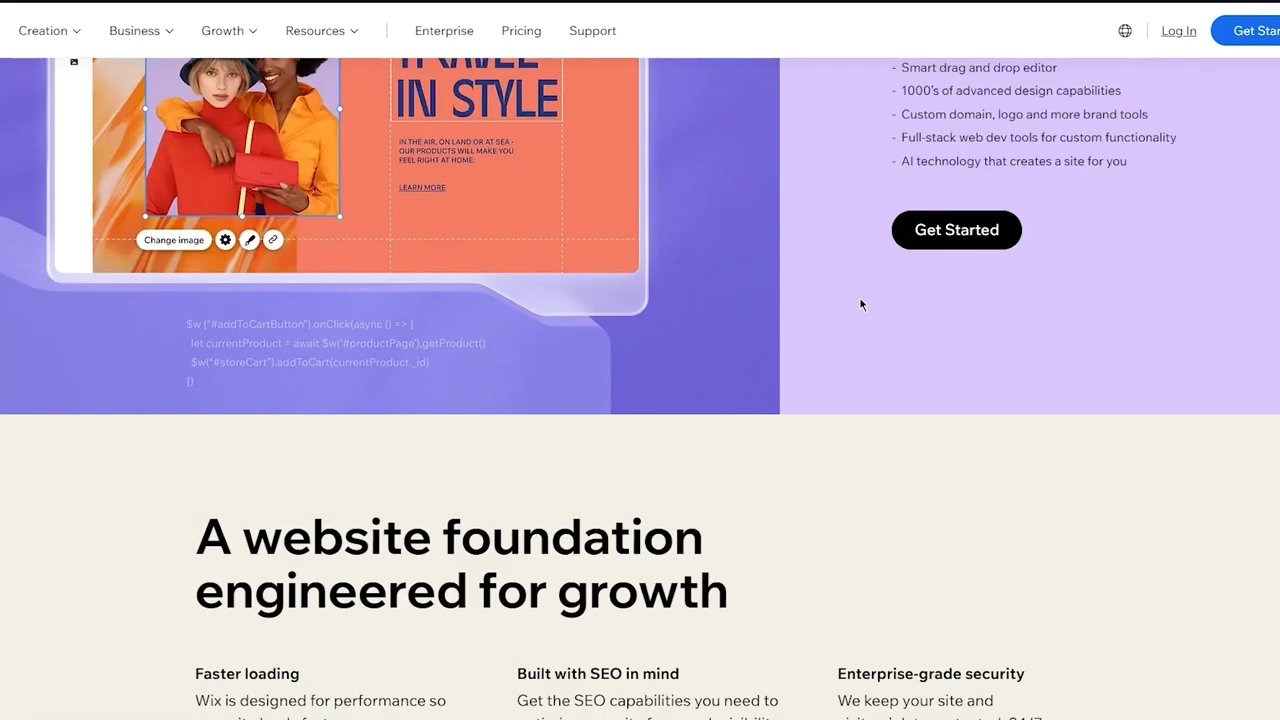 Creation Business Growth Resources Enterprise Pricing Support Log In Get Star
TRAVEL
IN STYLE
IN THE AIR, ON LAND OR AT SEA -
OUR PRODUCTS WILL MAKE YOU
FEEL RIGHT AT HOME.
LEARN MORE
Change image
$w ("#addToCartButton").onClick(async () => {
let currentProduct = await $w('#productPage').getProduct()
$w("#storeCart").addToCart(currentProduct._id)
()
- Smart drag and drop editor
- 1000's of advanced design capabilities
- Custom domain, logo and more brand tools
- Full-stack web dev tools for custom functionality
- AI technology that creates a site for you
Get Started
A website foundation
engineered for growth
Faster loading
Wix is designed for performance so
Built with SEO in mind
Get the SEO capabilities you need to
Enterprise-grade security
We keep your site and